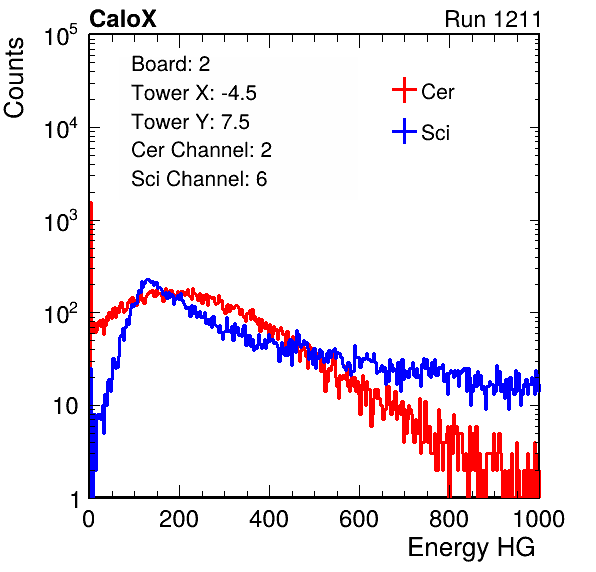 CaloX Run 1211
Counts
10^5
10^4
10^3
10^2
10
1
Board: 2
Tower X: -4.5
Tower Y: 7.5
Cer Channel: 2
Sci Channel: 6
Cer
Sci
0 200 400 600 800 1000
Energy HG